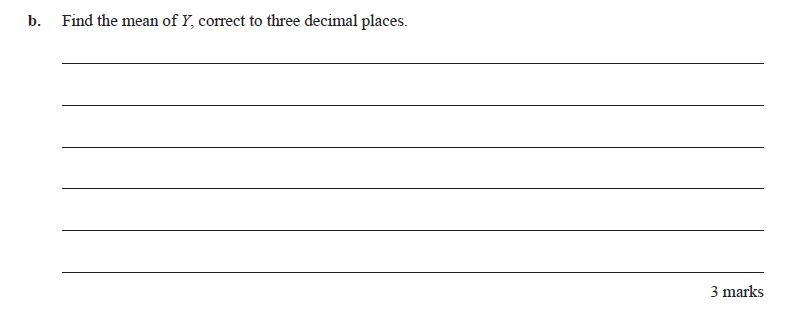 b. Find the mean of Y, correct to three decimal places.
3 marks